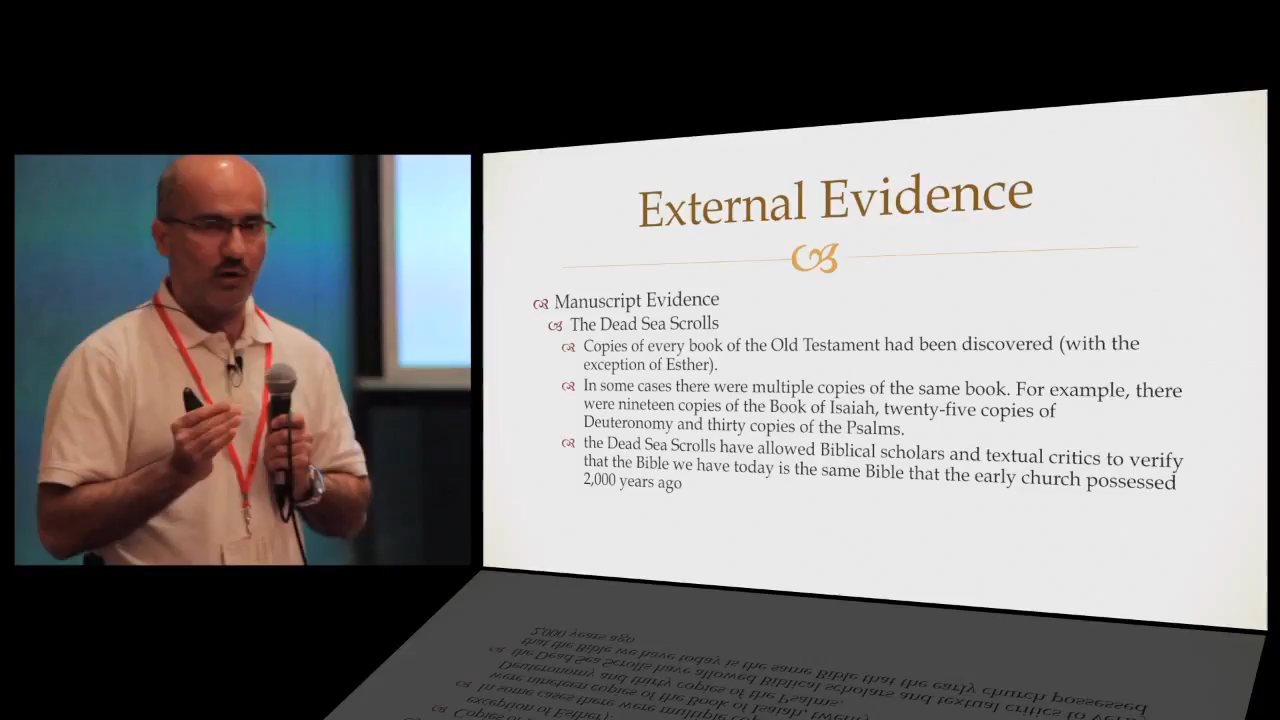 External Evidence
Manuscript Evidence
The Dead Sea Scrolls
Copies of every book of the Old Testament had been discovered (with the
exception of Esther).
In some cases there were multiple copies of the same book. For example, there
were nineteen copies of the Book of Isaiah, twenty-five copies of
Deuteronomy and thirty copies of the Psalms.
the Dead Sea Scrolls have allowed Biblical scholars and textual critics to verify
that the Bible we have today is the same Bible that the early church possessed
2,000 years ago